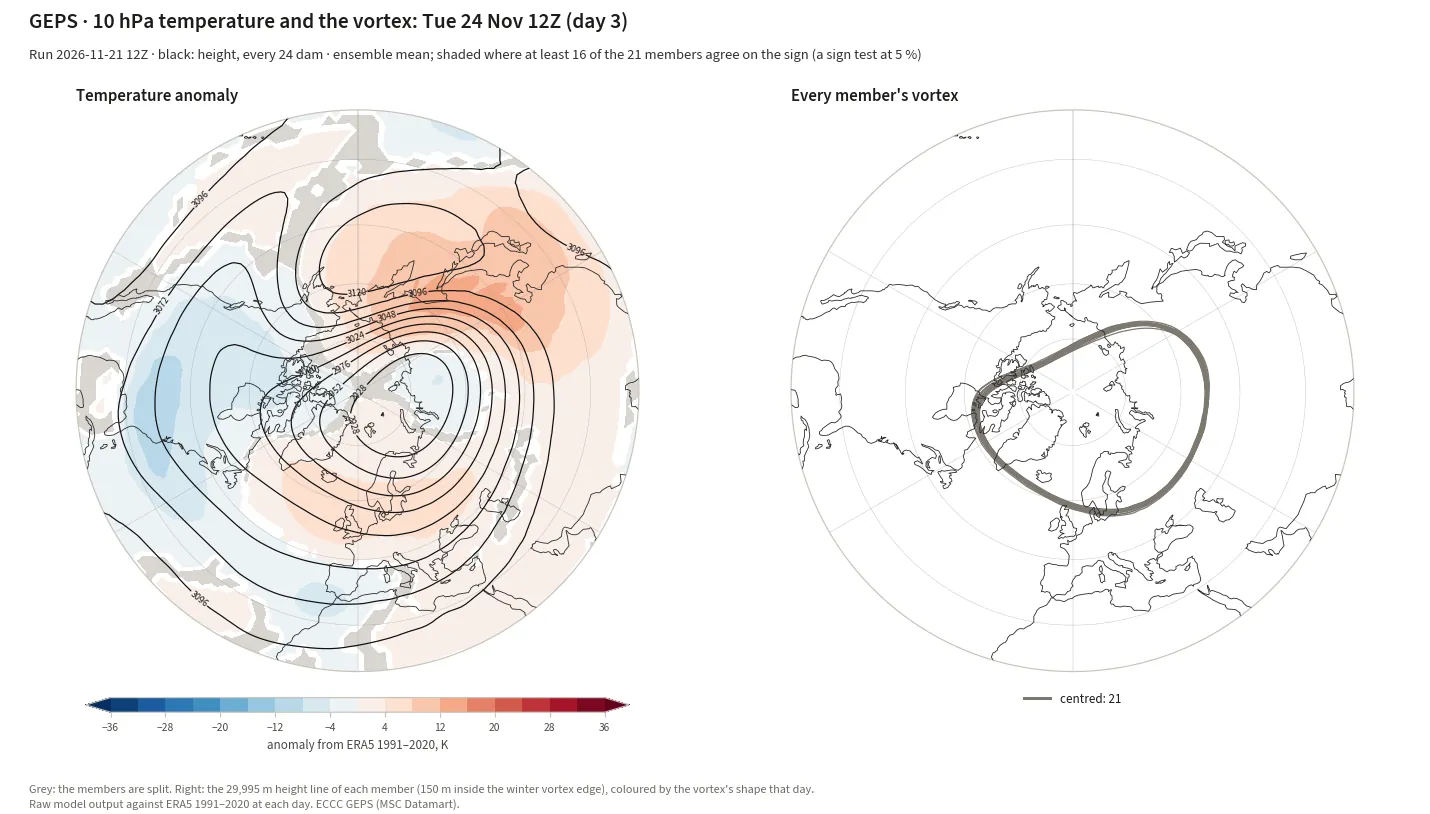 GEPS · 10 hPa temperature and the vortex: Tue 24 Nov 12Z (day 3)
Run 2026-11-21 12Z · black: height, every 24 dam · ensemble mean; shaded where at least 16 of the 21 members agree on the sign (a sign test at 5 %)
Temperature anomaly
Every member's vortex
3096
3096
3072
3120
3096
3048
3024
2976
2928
3096
centred: 21
−36 −28 −20 −12 −4 4 12 20 28 36
anomaly from ERA5 1991–2020, K
Grey: the members are split. Right: the 29,995 m height line of each member (150 m inside the winter vortex edge), coloured by the vortex's shape that day.
Raw model output against ERA5 1991–2020 at each day. ECCC GEPS (MSC Datamart).